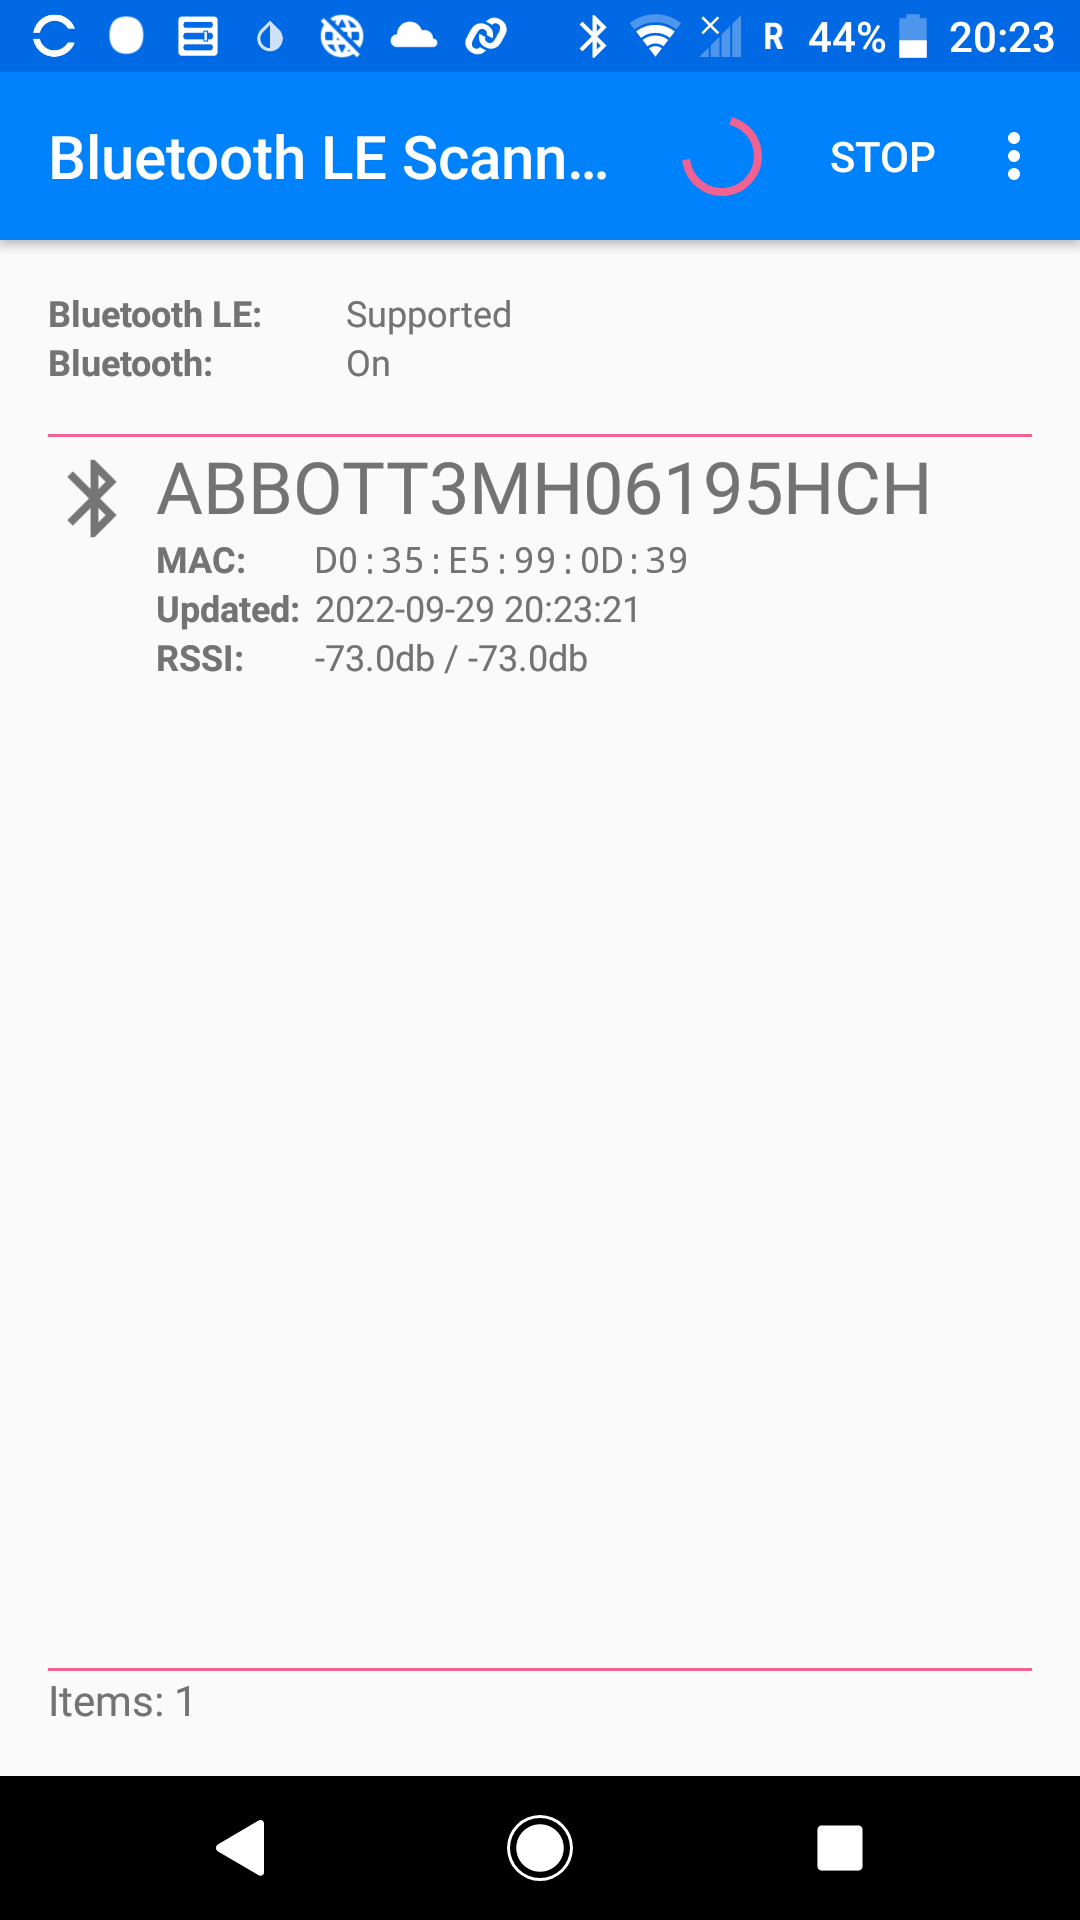 R 44% 20:23
Bluetooth LE Scann... STOP
Bluetooth LE: Supported
Bluetooth: On
ABBOTT3MH06195HCH
MAC: D0:35:E5:99:0D:39
Updated: 2022-09-29 20:23:21
RSSI: -73.0db / -73.0db
Items: 1